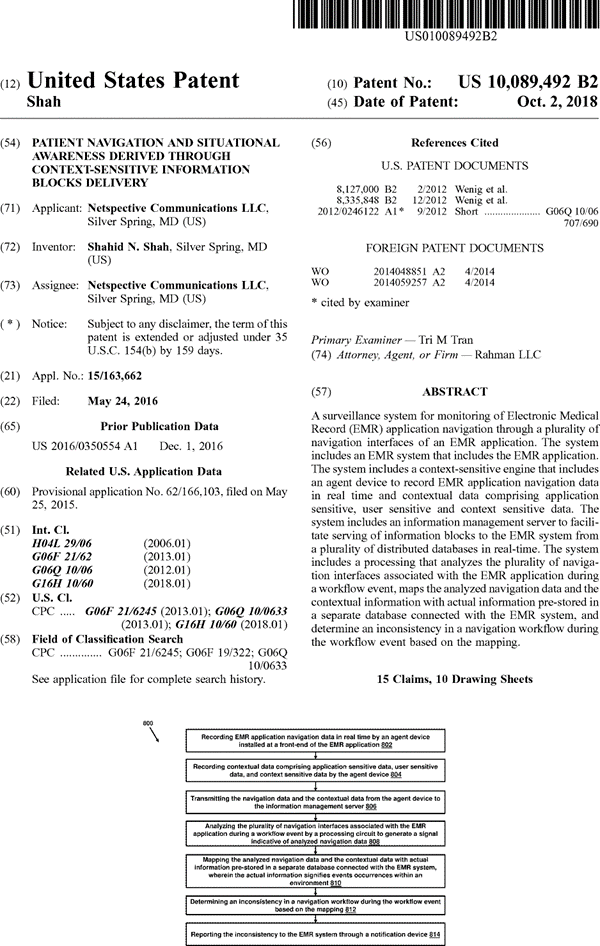 US010089492B2
(12) United States Patent
Shah
(10) Patent No.: US 10,089,492 B2
(45) Date of Patent: Oct. 2, 2018
(54) PATIENT NAVIGATION AND SITUATIONAL
AWARENESS DERIVED THROUGH
CONTEXT-SENSITIVE INFORMATION
BLOCKS DELIVERY
(71) Applicant: Netspective Communications LLC,
Silver Spring, MD (US)
(72) Inventor: Shahid N. Shah, Silver Spring, MD
(US)
(73) Assignee: Netspective Communications LLC,
Silver Spring, MD (US)
( * ) Notice: Subject to any disclaimer, the term of this
patent is extended or adjusted under 35
U.S.C. 154(b) by 159 days.
(21) Appl. No.: 15/163,662
(22) Filed: May 24, 2016
(65) Prior Publication Data
US 2016/0350554 A1 Dec. 1, 2016
Related U.S. Application Data
(60) Provisional application No. 62/166,103, filed on May
25, 2015.
(51) Int. Cl.
H04L 29/06 (2006.01)
G06F 21/62 (2013.01)
G06Q 10/06 (2012.01)
G16H 10/60 (2018.01)
(52) U.S. Cl.
CPC ..... G06F 21/6245 (2013.01); G06Q 10/0633
(2013.01); G16H 10/60 (2018.01)
(58) Field of Classification Search
CPC .............. G06F 21/6245; G06F 19/322; G06Q
10/0633
See application file for complete search history.
(56) References Cited
U.S. PATENT DOCUMENTS
8,127,000 B2 2/2012 Wenig et al.
8,335,848 B2 12/2012 Wenig et al.
2012/0246122 A1* 9/2012 Short .................... G06Q 10/06
707/690
FOREIGN PATENT DOCUMENTS
WO 2014048851 A2 4/2014
WO 2014059257 A2 4/2014
* cited by examiner
Primary Examiner — Tri M Tran
(74) Attorney, Agent, or Firm — Rahman LLC
(57) ABSTRACT
A surveillance system for monitoring of Electronic Medical
Record (EMR) application navigation through a plurality of
navigation interfaces of an EMR application. The system
includes an EMR system that includes the EMR application.
The system includes a context-sensitive engine that includes
an agent device to record EMR application navigation data
in real time and contextual data comprising application
sensitive, user sensitive and context sensitive data. The
system includes an information management server to facili-
tate serving of information blocks to the EMR system from
a plurality of distributed databases in real-time. The system
includes a processing that analyzes the plurality of naviga-
tion interfaces associated with the EMR application during
a workflow event, maps the analyzed navigation data and the
contextual information with actual information pre-stored in
a separate database connected with the EMR system, and
determine an inconsistency in a navigation workflow during
the workflow event based on the mapping.
15 Claims, 10 Drawing Sheets
800
Recording EMR application navigation data in real time by an agent device
installed at a front-end of the EMR application 802
Recording contextual data comprising application sensitive data, user sensitive
data, and context sensitive data by the agent device 804
Transmitting the navigation data and the contextual data from the agent device to
the information management server 806
Analyzing the plurality of navigation interfaces associated with the EMR
application during a workflow event by a processing circuit to generate a signal
indicative of analyzed navigation data 808
Mapping the analyzed navigation data and the contextual data with actual
information pre-stored in a separate database connected with the EMR system,
wherein the actual information signifies events occurrences within an
environment 810
Determining an inconsistency in a navigation workflow during the workflow event
based on the mapping 812
Reporting the inconsistency to the EMR system through a notification device 814